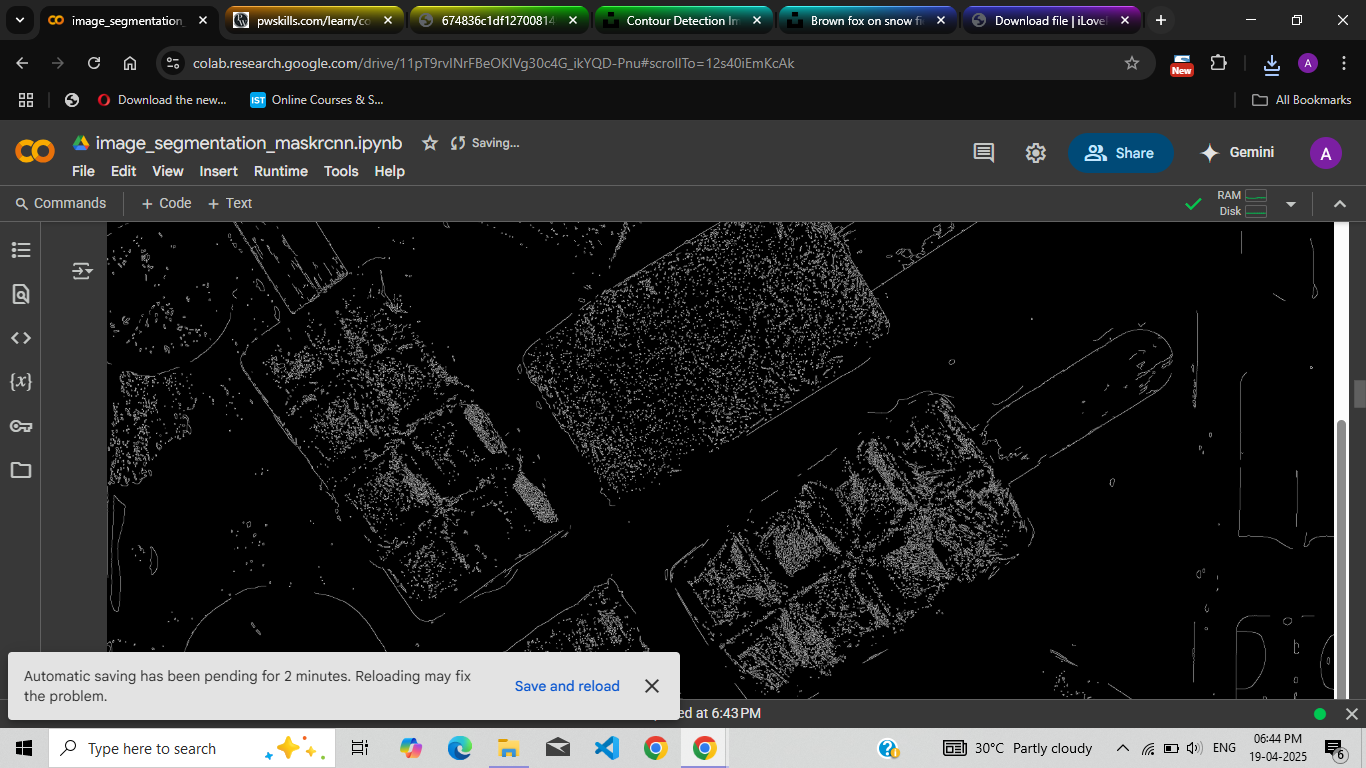 image_segmentation_
pwskills.com/learn/co
674836c1df12700814
Contour Detection Im
Brown fox on snow fi
Download file | iLoveI
colab.research.google.com/drive/11pT9rvINrFBeOKIVg30c4G_ikYQD-Pnu#scrollTo=12s40iEmKcAk
New
A
Download the new...
IST
Online Courses & S...
All Bookmarks
image_segmentation_maskrcnn.ipynb
Saving...
File Edit View Insert Runtime Tools Help
Share
Gemini
A
Commands
+ Code
+ Text
RAM
Disk
{x}
Automatic saving has been pending for 2 minutes. Reloading may fix
the problem.
Save and reload
ed at 6:43 PM
Type here to search
30°C Partly cloudy
ENG
06:44 PM
19-04-2025
6